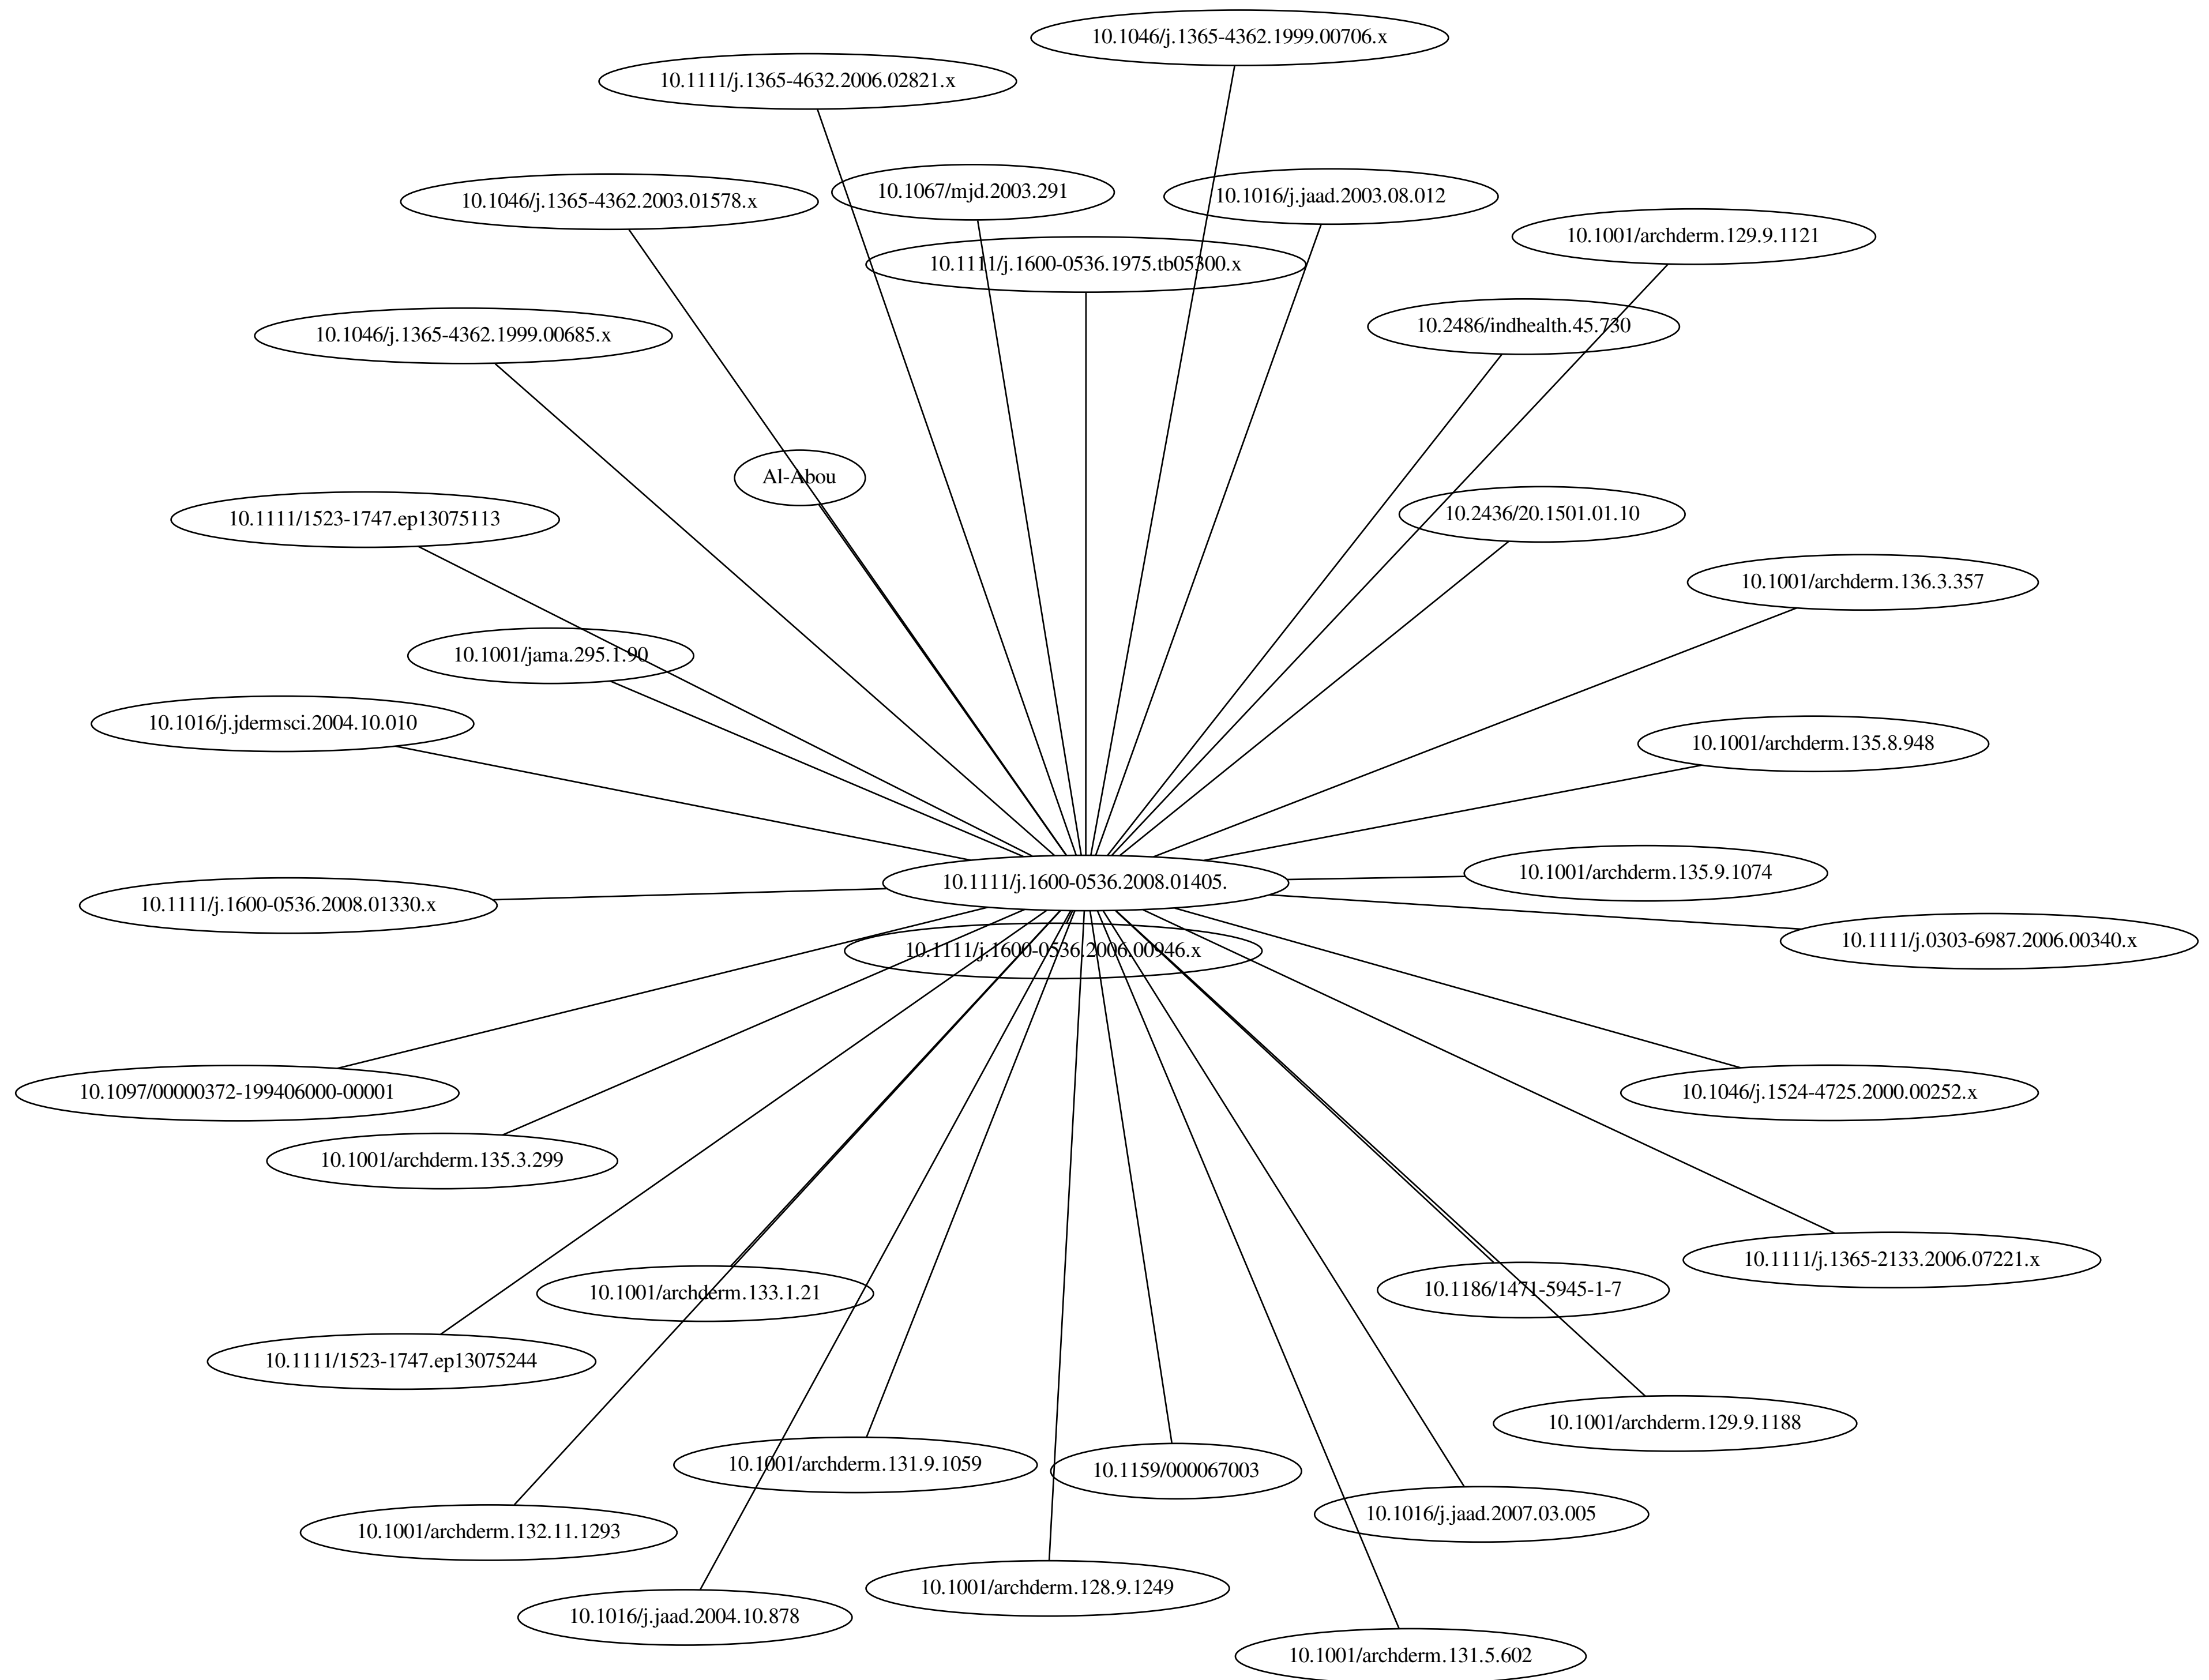 10.1046/j.1365-4362.1999.00706.x
10.1111/j.1365-4632.2006.02821.x
10.1067/mjd.2003.291
10.1016/j.jaad.2003.08.012
10.1046/j.1365-4362.2003.01578.x
10.1001/archderm.129.9.1121
10.1111/j.1600-0536.1975.tb05300.x
10.2486/indhealth.45.730
10.1046/j.1365-4362.1999.00685.x
Al-Abou
10.2436/20.1501.01.10
10.1111/1523-1747.ep13075113
10.1001/archderm.136.3.357
10.1001/jama.295.1.90
10.1016/j.jdermsci.2004.10.010
10.1001/archderm.135.8.948
10.1001/archderm.135.9.1074
10.1111/j.1600-0536.2008.01405.
10.1111/j.1600-0536.2008.01330.x
10.1111/j.0303-6987.2006.00340.x
10.1111/j.1600-0536.2006.00946.x
10.1097/00000372-199406000-00001
10.1046/j.1524-4725.2000.00252.x
10.1001/archderm.135.3.299
10.1111/j.1365-2133.2006.07221.x
10.1186/1471-5945-1-7
10.1001/archderm.133.1.21
10.1111/1523-1747.ep13075244
10.1001/archderm.129.9.1188
10.1001/archderm.131.9.1059
10.1159/000067003
10.1016/j.jaad.2007.03.005
10.1001/archderm.132.11.1293
10.1001/archderm.128.9.1249
10.1016/j.jaad.2004.10.878
10.1001/archderm.131.5.602